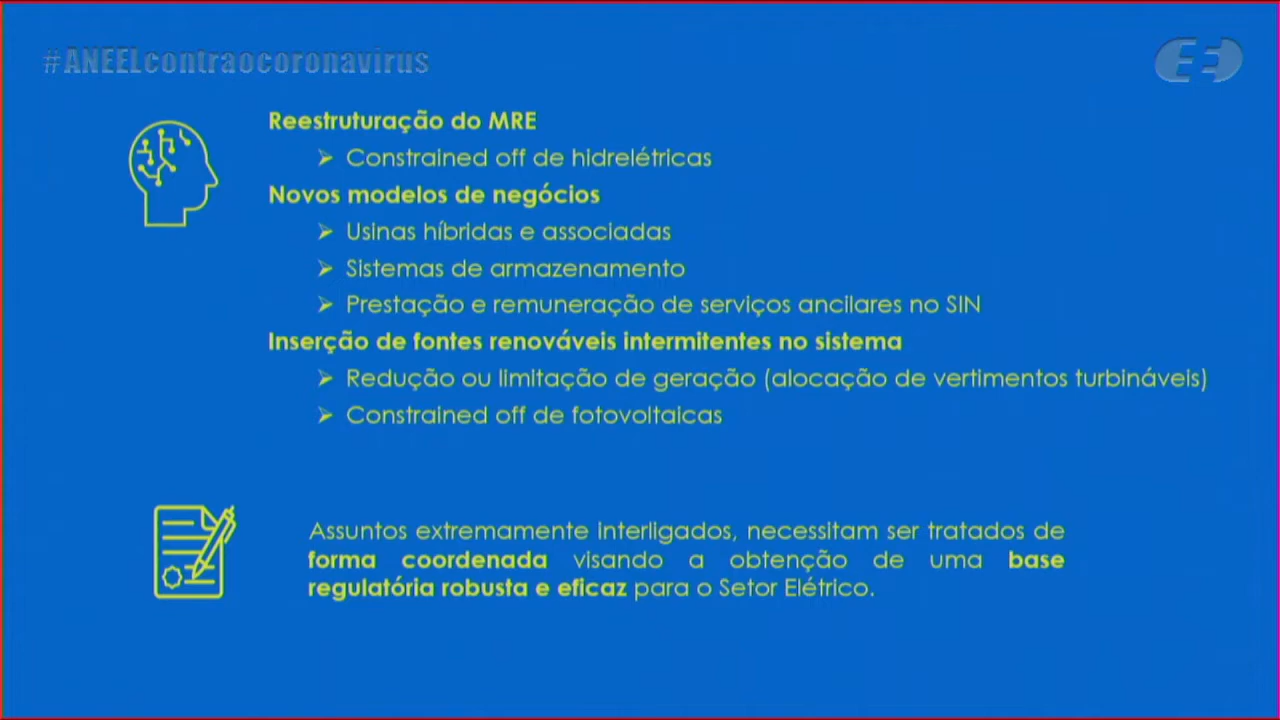 #ANEELcontraocoronavirus
Reestruturação do MRE
➢ Constrained off de hidrelétricas
Novos modelos de negócios
➢ Usinas híbridas e associadas
➢ Sistemas de armazenamento
➢ Prestação e remuneração de serviços ancilares no SIN
Inserção de fontes renováveis intermitentes no sistema
➢ Redução ou limitação de geração (alocação de vertimentos turbináveis)
➢ Constrained off de fotovoltaicas
Assuntos extremamente interligados, necessitam ser tratados de
forma coordenada visando a obtenção de uma base
regulatória robusta e eficaz para o Setor Elétrico.